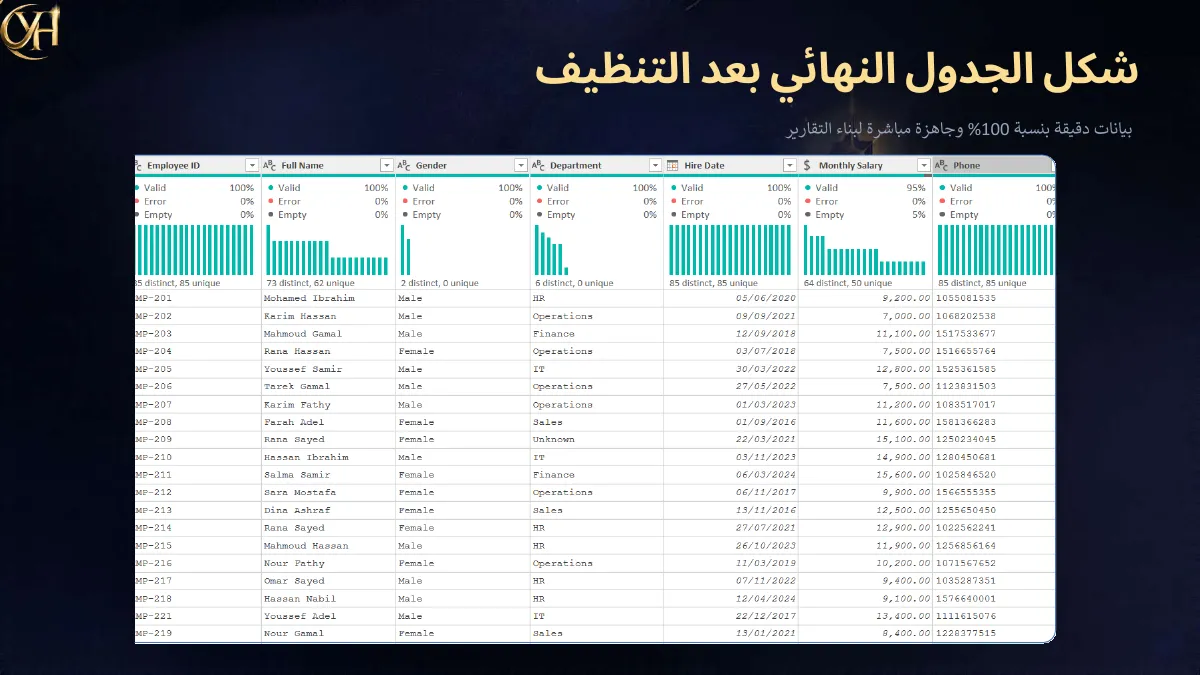 شكل الجدول النهائي بعد التنظيف
بيانات دقيقة بنسبة 100% وجاهزة مباشرة لبناء التقارير
Employee ID ABC Full Name ABC Gender ABC Department Hire Date $ Monthly Salary ABC Phone
Valid 100% Valid 100% Valid 100% Valid 100% Valid 100% Valid 95% Valid 100%
Error 0% Error 0% Error 0% Error 0% Error 0% Error 0% Error 0%
Empty 0% Empty 0% Empty 0% Empty 0% Empty 0% Empty 5% Empty 0%
85 distinct, 85 unique 73 distinct, 62 unique 2 distinct, 0 unique 6 distinct, 0 unique 85 distinct, 85 unique 64 distinct, 50 unique 85 distinct, 85 unique
MP-201 Mohamed Ibrahim Male HR 05/06/2020 9,200.00 1055081535
MP-202 Karim Hassan Male Operations 09/09/2021 7,000.00 1068202538
MP-203 Mahmoud Gamal Male Finance 12/09/2018 11,100.00 1517533677
MP-204 Rana Hassan Female Operations 03/07/2018 7,500.00 1516655764
MP-205 Youssef Samir Male IT 30/03/2022 12,800.00 1525361585
MP-206 Tarek Gamal Male Operations 27/05/2022 7,500.00 1123831503
MP-207 Karim Fathy Male Operations 01/03/2023 11,200.00 1083517017
MP-208 Farah Adel Female Sales 01/09/2016 11,600.00 1581366283
MP-209 Rana Sayed Female Unknown 22/03/2021 15,100.00 1250234045
MP-210 Hassan Ibrahim Male IT 03/11/2023 14,900.00 1280450681
MP-211 Salma Samir Female Finance 06/03/2024 15,600.00 1025846520
MP-212 Sara Mostafa Female Operations 06/11/2017 9,900.00 1566555355
MP-213 Dina Ashraf Female Sales 13/11/2016 12,500.00 1255650450
MP-214 Rana Sayed Female HR 27/07/2021 12,900.00 1022562241
MP-215 Mahmoud Hassan Male HR 26/10/2023 11,900.00 1256856164
MP-216 Nour Fathy Female Operations 11/03/2019 10,200.00 1071567652
MP-217 Omar Sayed Male HR 07/11/2022 9,400.00 1035287351
MP-218 Hassan Nabil Male HR 12/04/2024 9,100.00 1576640001
MP-221 Youssef Adel Male IT 22/12/2017 13,400.00 1111615076
MP-219 Nour Gamal Female Sales 13/01/2021 8,400.00 1228377515